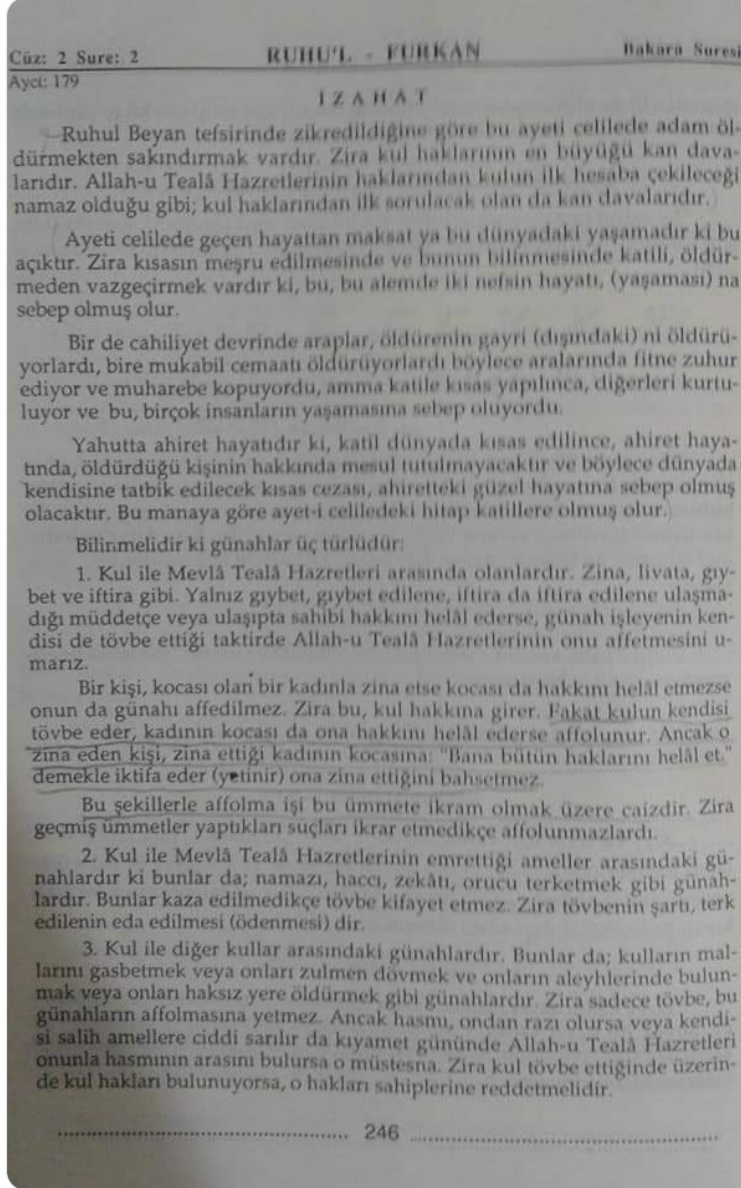 Cüz: 2 Sure: 2 RUHU'L - FURKAN Bakara Suresi
Ayet: 179
İZAHAT
Ruhul Beyan tefsirinde zikredildiğine göre bu ayeti celilede adam öl-
dürmekten sakındırmak vardır. Zira kul haklarının en büyüğü kan dava-
larıdır. Allah-u Tealâ Hazretlerinin haklarından kulun ilk hesaba çekileceği
namaz olduğu gibi; kul haklarından ilk sorulacak olan da kan davalarıdır.
Ayeti celilede geçen hayattan maksat ya bu dünyadaki yaşamadır ki bu
açıktır. Zira kısasın meşru edilmesinde ve bunun bilinmesinde katili, öldür-
meden vazgeçirmek vardır ki, bu, bu alemde iki nefsin hayatı, (yaşaması) na
sebep olmuş olur.
Bir de cahiliyet devrinde araplar, öldürenin gayri (dışındaki) ni öldürü-
yorlardı, bire mukabil cemaatı öldürüyorlardı böylece aralarında fitne zuhur
ediyor ve muharebe kopuyordu, amma katile kısas yapılınca, diğerleri kurtu-
luyor ve bu, birçok insanların yaşamasına sebep oluyordu.
Yahutta ahiret hayatıdır ki, katil dünyada kısas edilince, ahiret haya-
tında, öldürdüğü kişinin hakkında mesul tutulmayacaktır ve böylece dünyada
kendisine tatbik edilecek kısas cezası, ahiretteki güzel hayatına sebep olmuş
olacaktır. Bu manaya göre ayet-i celiledeki hitap katillere olmuş olur.
Bilinmelidir ki günahlar üç türlüdür:
1. Kul ile Mevlâ Tealâ Hazretleri arasında olanlardır. Zina, livata, gıy-
bet ve iftira gibi. Yalnız gıybet, gıybet edilene, iftira da iftira edilene ulaşma-
dığı müddetçe veya ulaşıpta sahibi hakkını helâl ederse, günah işleyenin ken-
disi de tövbe ettiği taktirde Allah-u Tealâ Hazretlerinin onu affetmesini u-
marız.
Bir kişi, kocası olan bir kadınla zina etse kocası da hakkını helâl etmezse
onun da günahı affedilmez. Zira bu, kul hakkına girer. Fakat kulun kendisi
tövbe eder, kadının kocası da ona hakkını helâl ederse affolunur. Ancak o
zina eden kişi, zina ettiği kadının kocasına: "Bana bütün haklarını helâl et."
demekle iktifa eder (yetinir) ona zina ettiğini bahsetmez.
Bu şekillerle affolma işi bu ümmete ikram olmak üzere caizdir. Zira
geçmiş ümmetler yaptıkları suçları ikrar etmedikçe affolunmazlardı.
2. Kul ile Mevlâ Tealâ Hazretlerinin emrettiği ameller arasındaki gü-
nahlardır ki bunlar da; namazı, haccı, zekâtı, orucu terketmek gibi günah-
lardır. Bunlar kaza edilmedikçe tövbe kifayet etmez. Zira tövbenin şartı, terk
edilenin eda edilmesi (ödenmesi) dir.
3. Kul ile diğer kullar arasındaki günahlardır. Bunlar da; kulların mal-
larını gasbetmek veya onları zulmen dövmek ve onların aleyhlerinde bulun-
mak veya onları haksız yere öldürmek gibi günahlardır. Zira sadece tövbe, bu
günahların affolmasına yetmez. Ancak hasmı, ondan razı olursa veya kendi-
si salih amellere ciddi sarılır da kıyamet gününde Allah-u Tealâ Hazretleri
onunla hasmının arasını bulursa o müstesna. Zira kul tövbe ettiğinde üzerin-
de kul hakları bulunuyorsa, o hakları sahiplerine reddetmelidir.
246